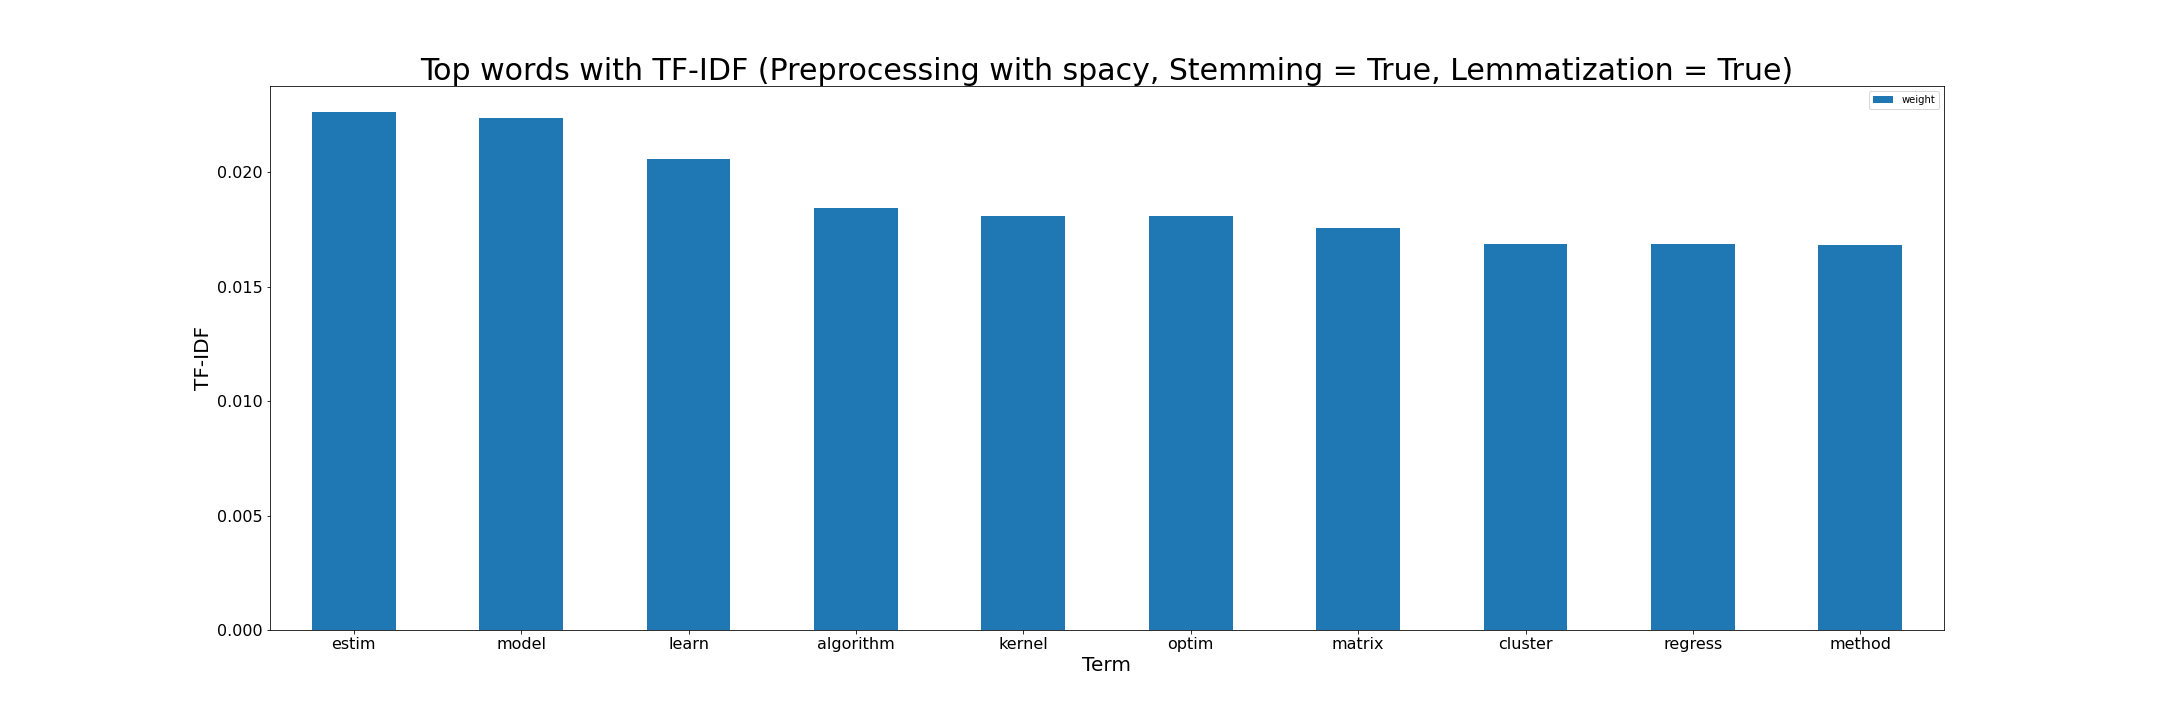 Top words with TF-IDF (Preprocessing with spacy, Stemming = True, Lemmatization = True)
weight
0.020
0.015
0.010
0.005
0.000
TF-IDF
estim model learn algorithm kernel optim matrix cluster regress method
Term